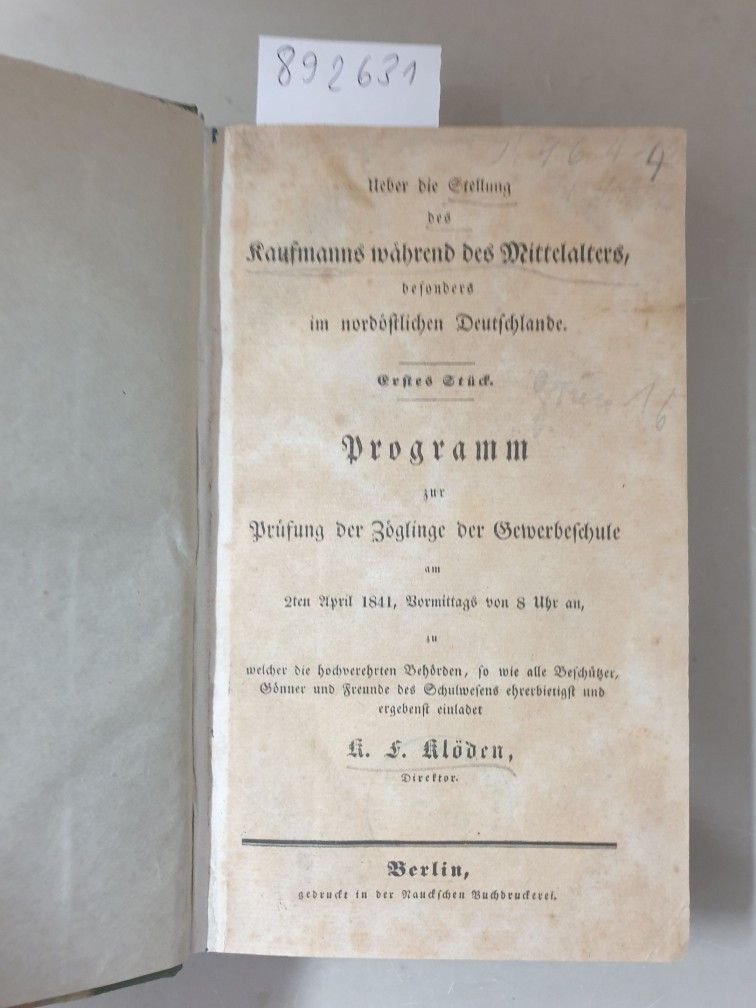 892631
Ueber die Stellung
des
Kaufmanns während des Mittelalters,
besonders
im nordöstlichen Deutschlande.
Erstes Stück.
Programm
zur
Prüfung der Zöglinge der Gewerbeschule
am
2ten April 1841, Vormittags von 8 Uhr an,
zu
welcher die hochverehrten Behörden, so wie alle Beschützer,
Gönner und Freunde des Schulwesens ehrerbietigst und
ergebenst einladet
K. F. Klöden,
Direktor.
Berlin,
gedruckt in der Nauckschen Buchdruckerei.